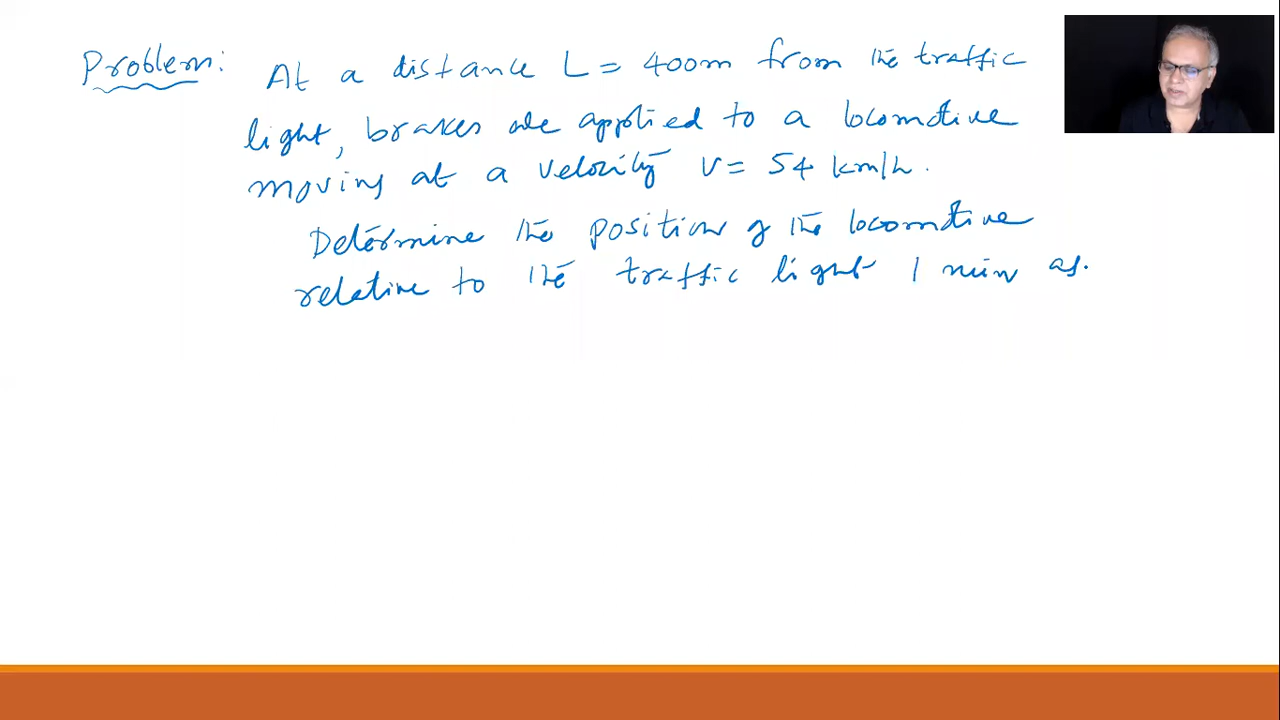 Problem: At a distance L = 400m from the traffic
light, brakes are applied to a locomotive
moving at a velocity v = 54 km/h.
Determine the position of the locomotive
relative to the traffic light 1 min